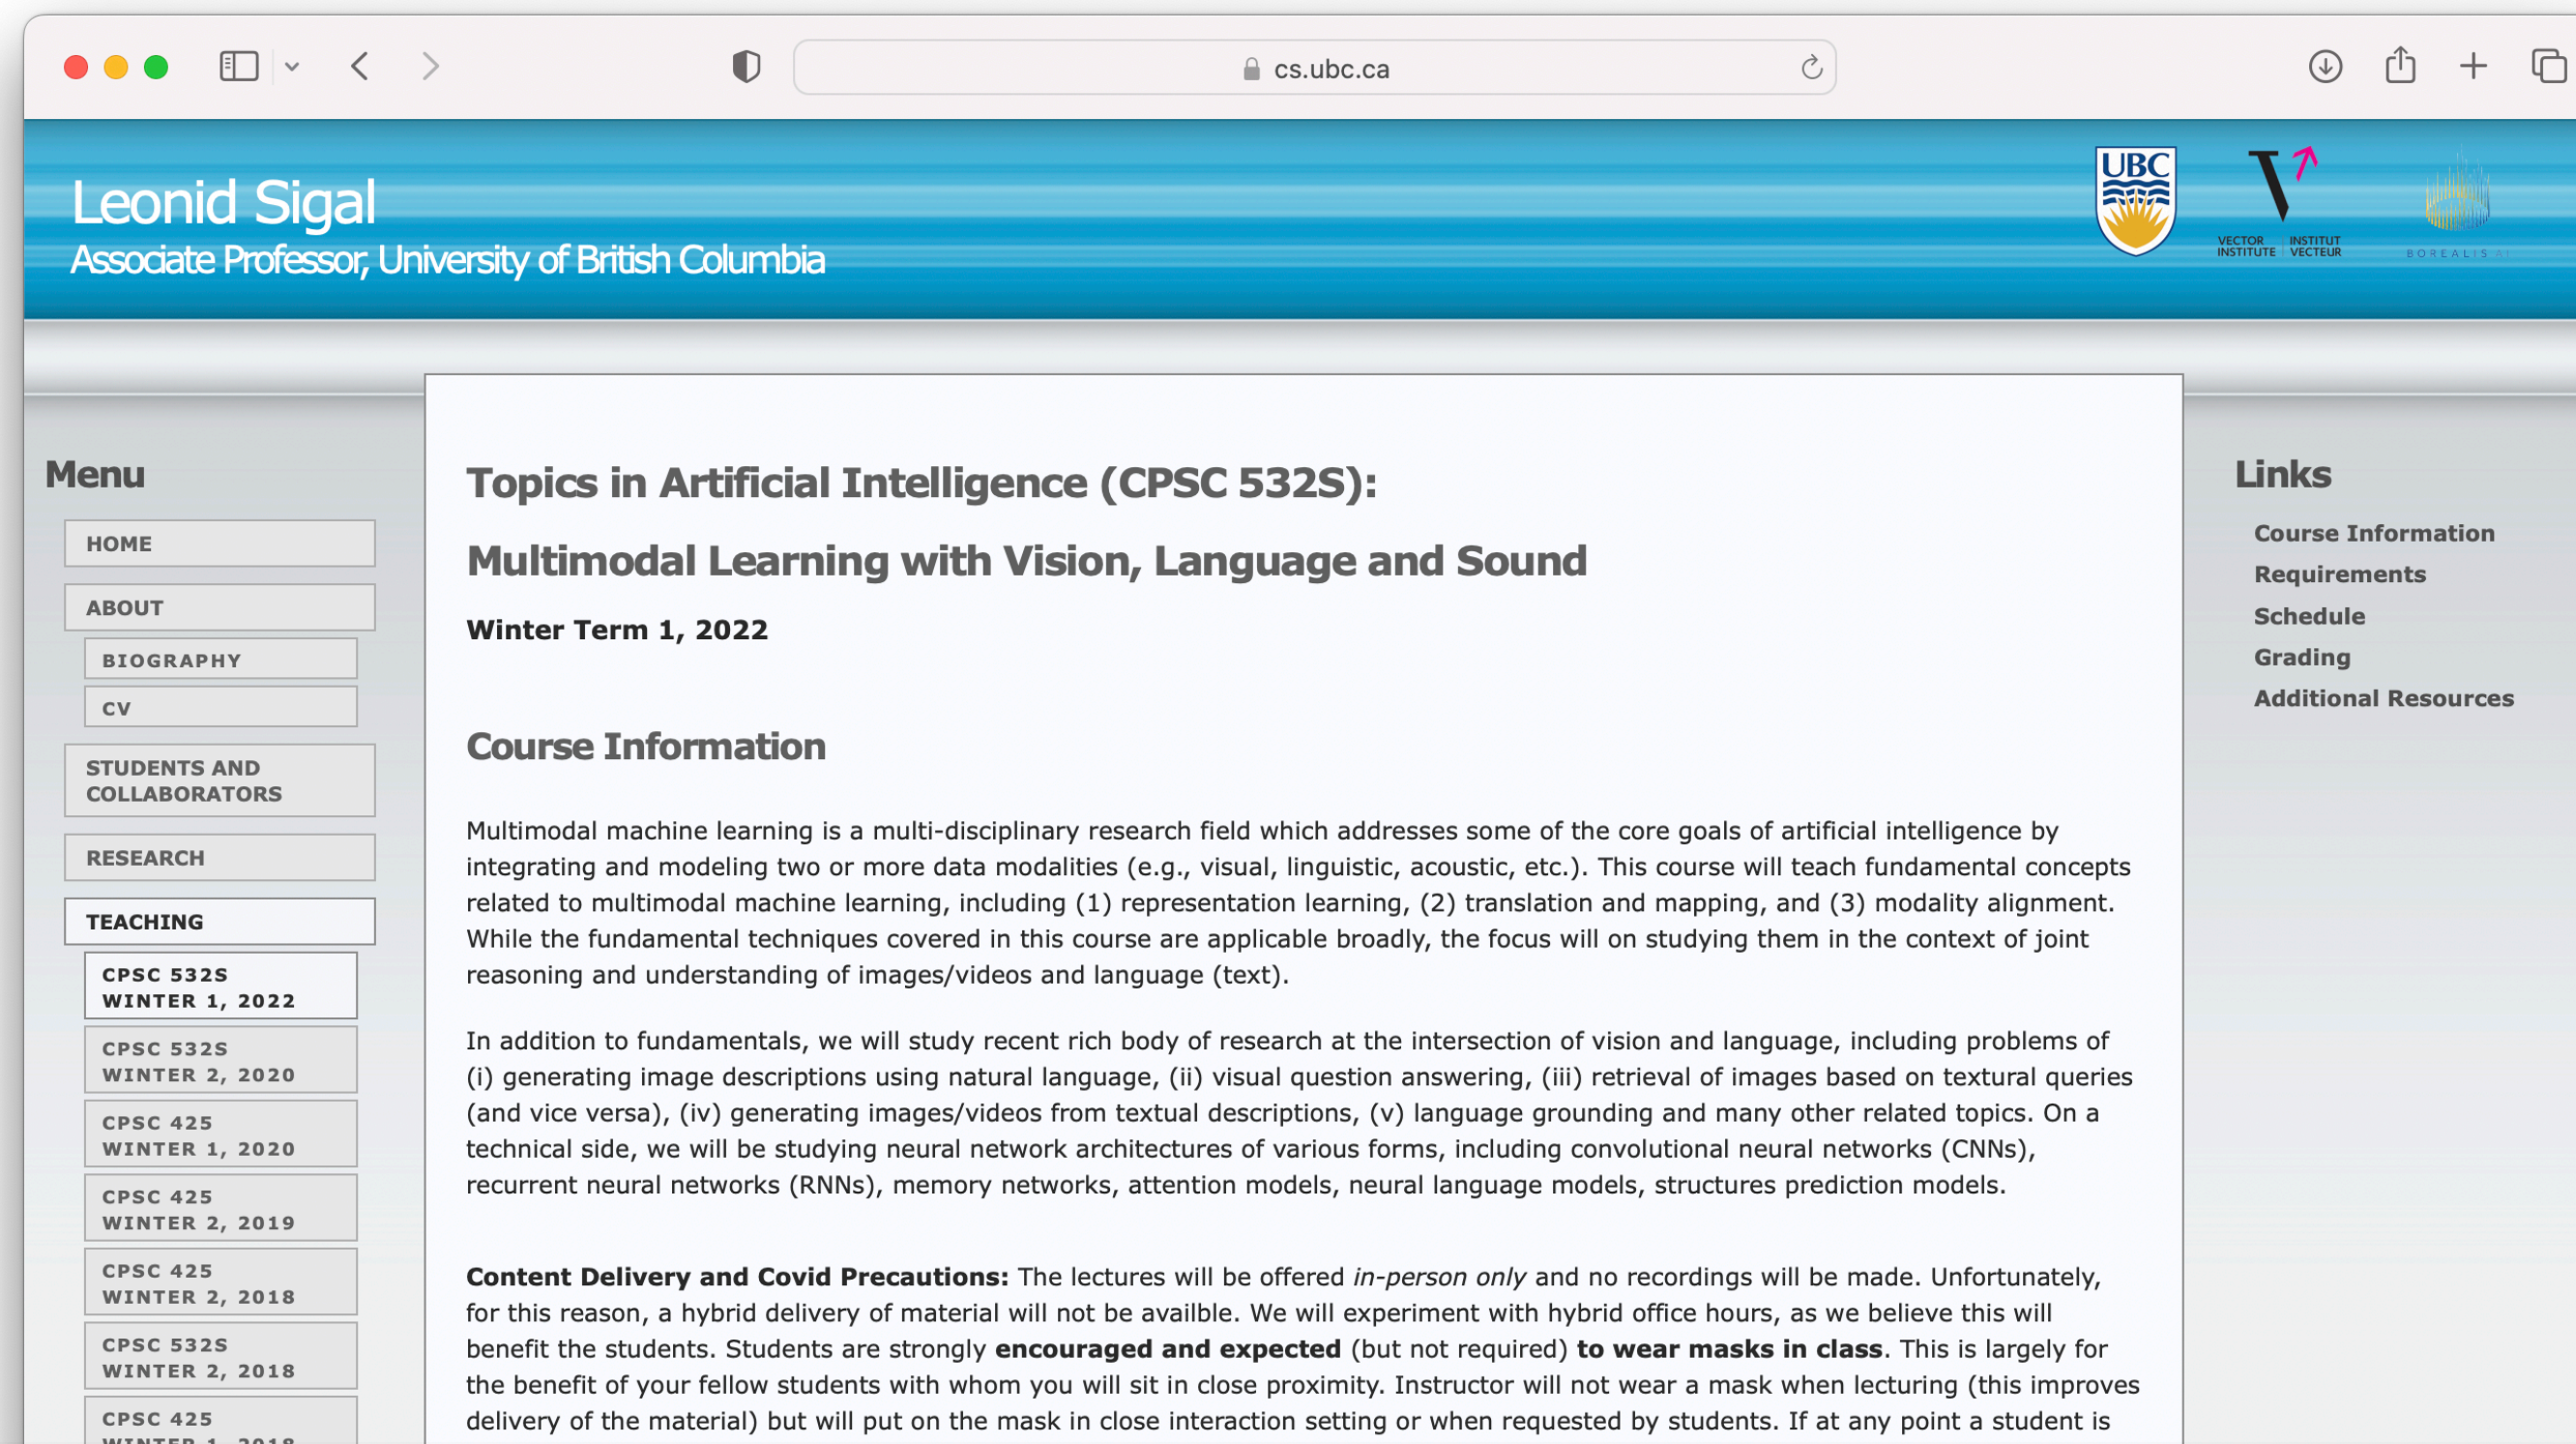 cs.ubc.ca
Leonid Sigal
Associate Professor, University of British Columbia
UBC
VECTOR INSTITUTE | INSTITUT VECTEUR
BOREALIS AI
Menu
HOME
ABOUT
BIOGRAPHY
CV
STUDENTS AND
COLLABORATORS
RESEARCH
TEACHING
CPSC 532S
WINTER 1, 2022
CPSC 532S
WINTER 2, 2020
CPSC 425
WINTER 1, 2020
CPSC 425
WINTER 2, 2019
CPSC 425
WINTER 2, 2018
CPSC 532S
WINTER 2, 2018
CPSC 425
WINTER 1, 2018
Topics in Artificial Intelligence (CPSC 532S):
Multimodal Learning with Vision, Language and Sound
Winter Term 1, 2022
Course Information
Multimodal machine learning is a multi-disciplinary research field which addresses some of the core goals of artificial intelligence by
integrating and modeling two or more data modalities (e.g., visual, linguistic, acoustic, etc.). This course will teach fundamental concepts
related to multimodal machine learning, including (1) representation learning, (2) translation and mapping, and (3) modality alignment.
While the fundamental techniques covered in this course are applicable broadly, the focus will on studying them in the context of joint
reasoning and understanding of images/videos and language (text).
In addition to fundamentals, we will study recent rich body of research at the intersection of vision and language, including problems of
(i) generating image descriptions using natural language, (ii) visual question answering, (iii) retrieval of images based on textural queries
(and vice versa), (iv) generating images/videos from textual descriptions, (v) language grounding and many other related topics. On a
technical side, we will be studying neural network architectures of various forms, including convolutional neural networks (CNNs),
recurrent neural networks (RNNs), memory networks, attention models, neural language models, structures prediction models.
Content Delivery and Covid Precautions: The lectures will be offered in-person only and no recordings will be made. Unfortunately,
for this reason, a hybrid delivery of material will not be availble. We will experiment with hybrid office hours, as we believe this will
benefit the students. Students are strongly encouraged and expected (but not required) to wear masks in class. This is largely for
the benefit of your fellow students with whom you will sit in close proximity. Instructor will not wear a mask when lecturing (this improves
delivery of the material) but will put on the mask in close interaction setting or when requested by students. If at any point a student is
Links
Course Information
Requirements
Schedule
Grading
Additional Resources